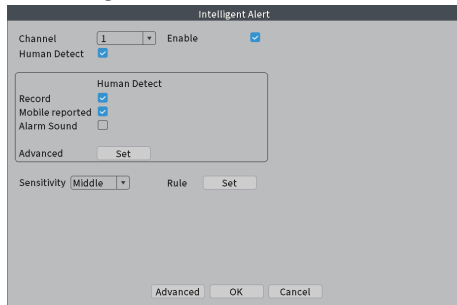 Intelligent Alert
Channel 1 Enable
Human Detect
Human Detect
Record
Mobile reported
Alarm Sound
Advanced Set
Sensitivity Middle Rule Set
Advanced OK Cancel